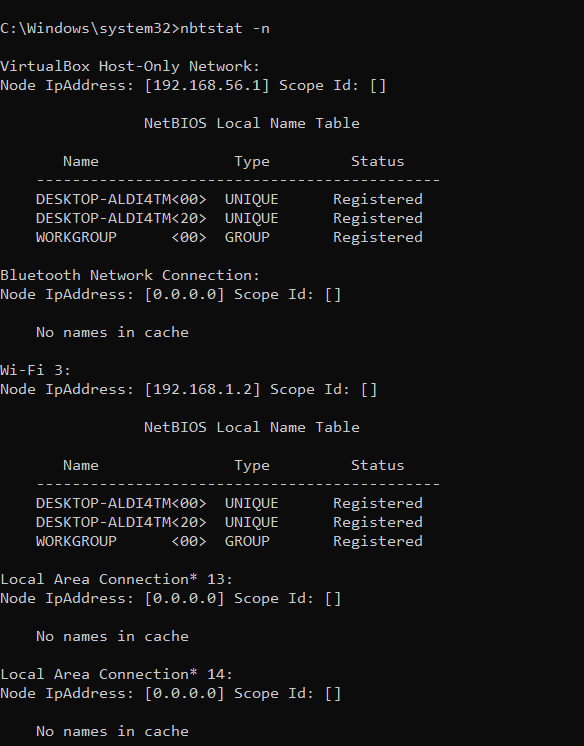 C:\Windows\system32>nbtstat -n
VirtualBox Host-Only Network:
Node IpAddress: [192.168.56.1] Scope Id: []
NetBIOS Local Name Table
Name Type Status
---------------------------------------------
DESKTOP-ALDI4TM<00> UNIQUE Registered
DESKTOP-ALDI4TM<20> UNIQUE Registered
WORKGROUP <00> GROUP Registered
Bluetooth Network Connection:
Node IpAddress: [0.0.0.0] Scope Id: []
No names in cache
Wi-Fi 3:
Node IpAddress: [192.168.1.2] Scope Id: []
NetBIOS Local Name Table
Name Type Status
---------------------------------------------
DESKTOP-ALDI4TM<00> UNIQUE Registered
DESKTOP-ALDI4TM<20> UNIQUE Registered
WORKGROUP <00> GROUP Registered
Local Area Connection* 13:
Node IpAddress: [0.0.0.0] Scope Id: []
No names in cache
Local Area Connection* 14:
Node IpAddress: [0.0.0.0] Scope Id: []
No names in cache